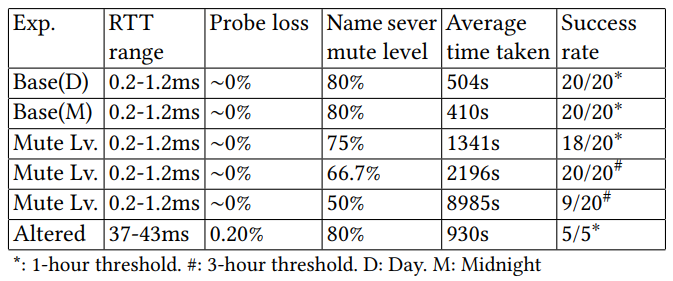 Exp. RTT range Probe loss Name sever mute level Average time taken Success rate
Base(D) 0.2-1.2ms ~0% 80% 504s 20/20*
Base(M) 0.2-1.2ms ~0% 80% 410s 20/20*
Mute Lv. 0.2-1.2ms ~0% 75% 1341s 18/20*
Mute Lv. 0.2-1.2ms ~0% 66.7% 2196s 20/20#
Mute Lv. 0.2-1.2ms ~0% 50% 8985s 9/20#
Altered 37-43ms 0.20% 80% 930s 5/5*
*: 1-hour threshold. #: 3-hour threshold. D: Day. M: Midnight